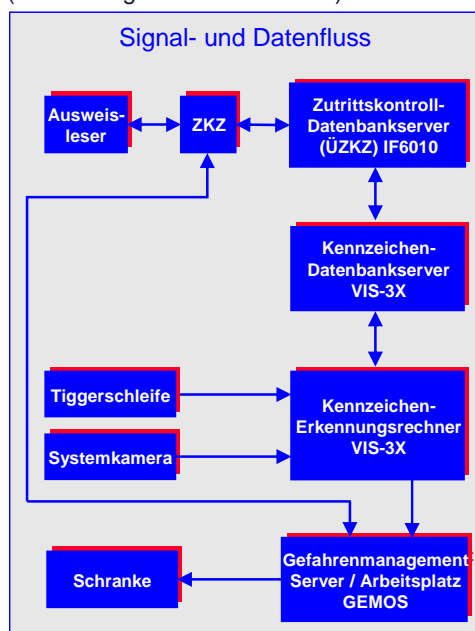 Signal- und Datenfluss
Ausweis-
leser
ZKZ
Zutrittskontroll-
Datenbankserver
(ÜZKZ) IF6010
Kennzeichen-
Datenbankserver
VIS-3X
Tiggerschleife
Systemkamera
Kennzeichen-
Erkennungsrechner
VIS-3X
Schranke
Gefahrenmanagement
Server / Arbeitsplatz
GEMOS